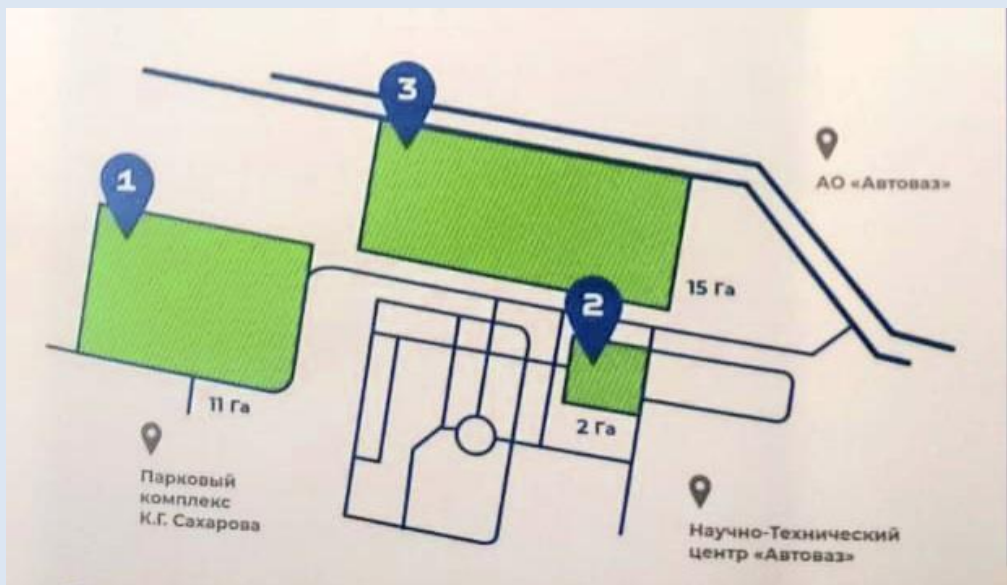 3
АО «Автоваз»
1
15 Га
2
11 Га
2 Га
Парковый
комплекс
К.Г. Сахарова
Научно-Технический
центр «Автоваз»